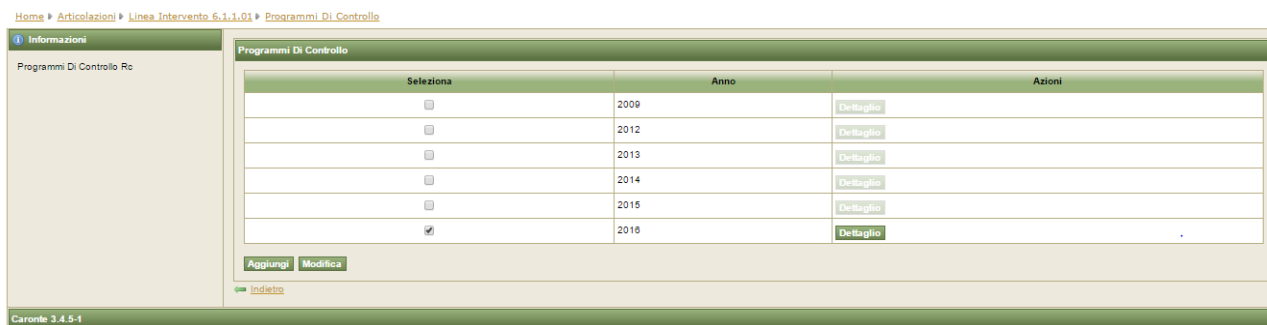 Home Articolazioni Linea Intervento 6.1.1.01 Programmi Di Controllo
Informazioni
Programmi Di Controllo Rc
Programmi Di Controllo
Seleziona Anno Azioni
2009 Dettaglio
2012 Dettaglio
2013 Dettaglio
2014 Dettaglio
2015 Dettaglio
2016 Dettaglio
Aggiungi Modifica
Indietro
Caronte 3.4.5-1